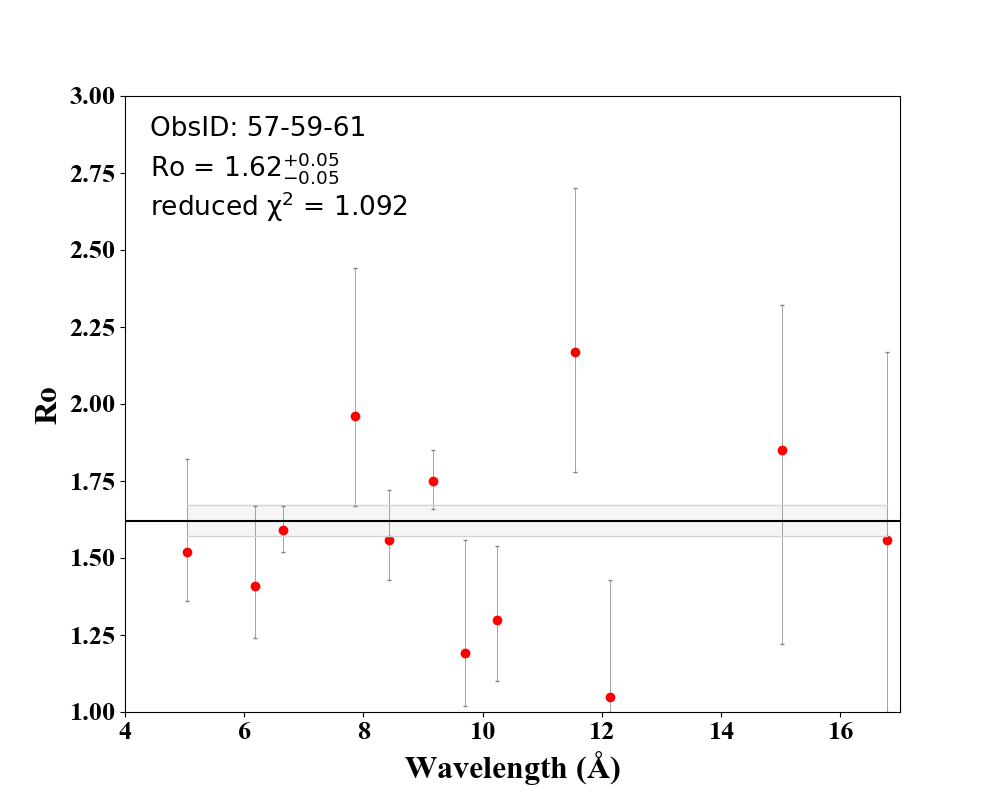 ObsID: 57-59-61
Ro = 1.62+0.05 −0.05
reduced χ² = 1.092
3.00
2.75
2.50
2.25
2.00
1.75
1.50
1.25
1.00
Ro
4 6 8 10 12 14 16
Wavelength (Å)